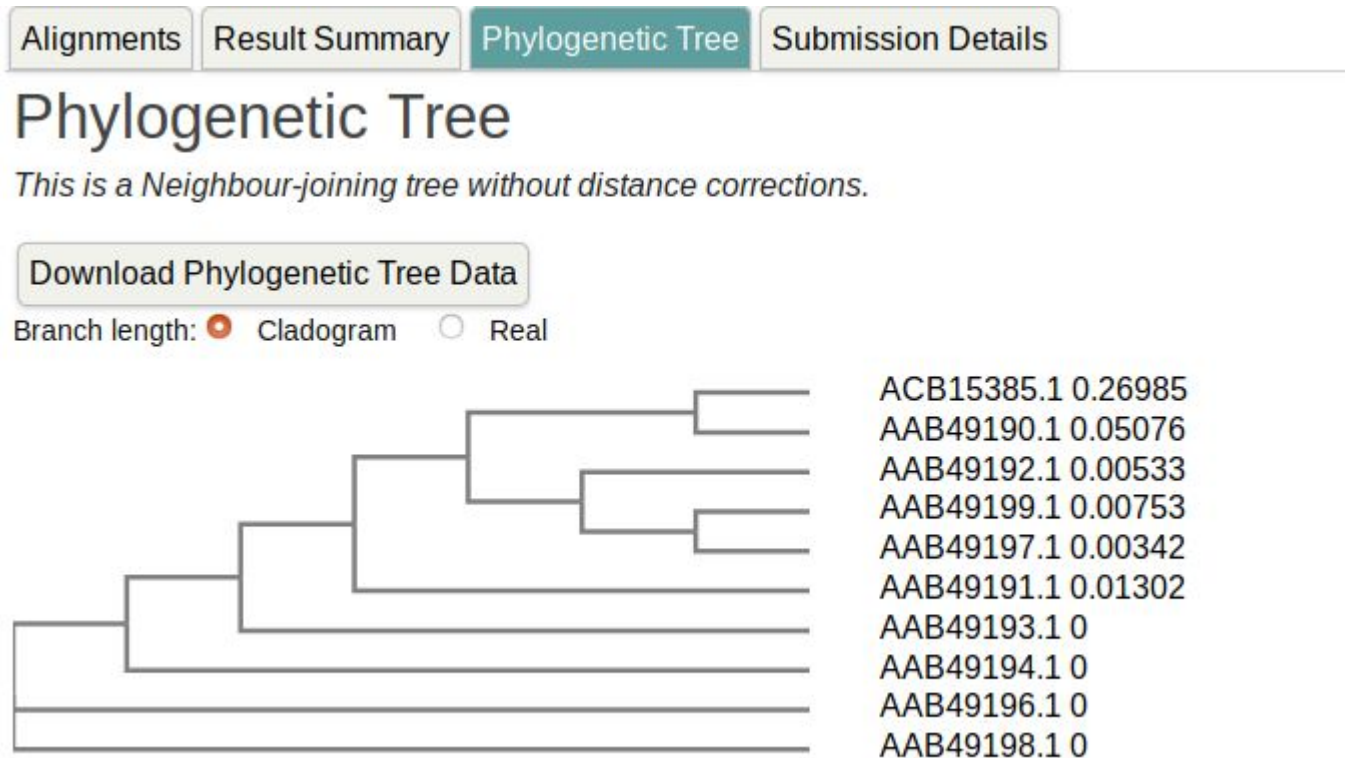 Alignments Result Summary Phylogenetic Tree Submission Details
Phylogenetic Tree
This is a Neighbour-joining tree without distance corrections.
Download Phylogenetic Tree Data
Branch length: Cladogram Real
ACB15385.1 0.26985
AAB49190.1 0.05076
AAB49192.1 0.00533
AAB49199.1 0.00753
AAB49197.1 0.00342
AAB49191.1 0.01302
AAB49193.1 0
AAB49194.1 0
AAB49196.1 0
AAB49198.1 0